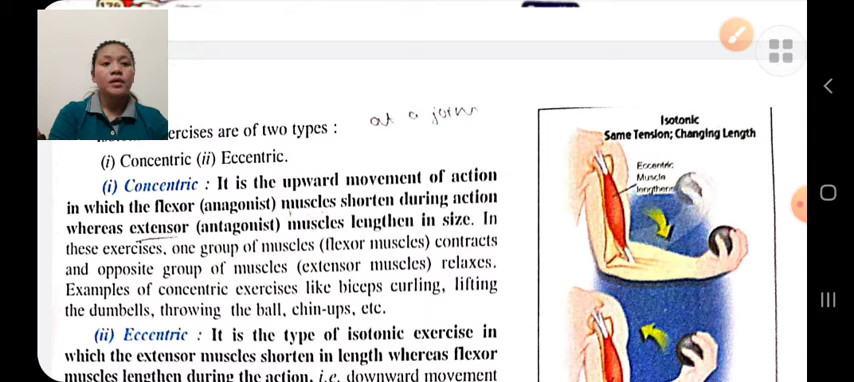 176
at a joint
ercises are of two types :
(i) Concentric (ii) Eccentric.
(i) Concentric : It is the upward movement of action
in which the flexor (anagonist) muscles shorten during action
whereas extensor (antagonist) muscles lengthen in size. In
these exercises, one group of muscles (flexor muscles) contracts
and opposite group of muscles (extensor muscles) relaxes.
Examples of concentric exercises like biceps curling, lifting
the dumbells, throwing the ball, chin-ups, etc.
(ii) Eccentric : It is the type of isotonic exercise in
which the extensor muscles shorten in length whereas flexor
muscles lengthen during the action, i.e. downward movement
Isotonic
Same Tension; Changing Length
Eccentric
Muscle
lengthens